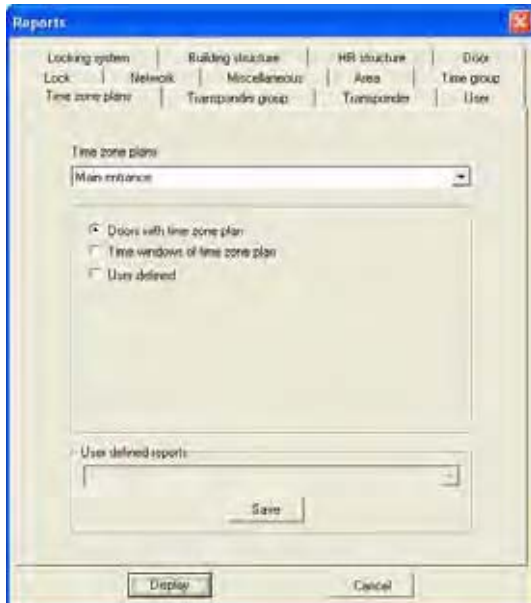 Reports
Locking system Building structure HR structure Door
Lock Network Miscellaneous Area Time group
Time zone plans Transponder group Transponder User
Time zone plans
Main entrance
Doors with time zone plan
Time windows of time zone plan
User defined
User defined reports
Save
Display Cancel